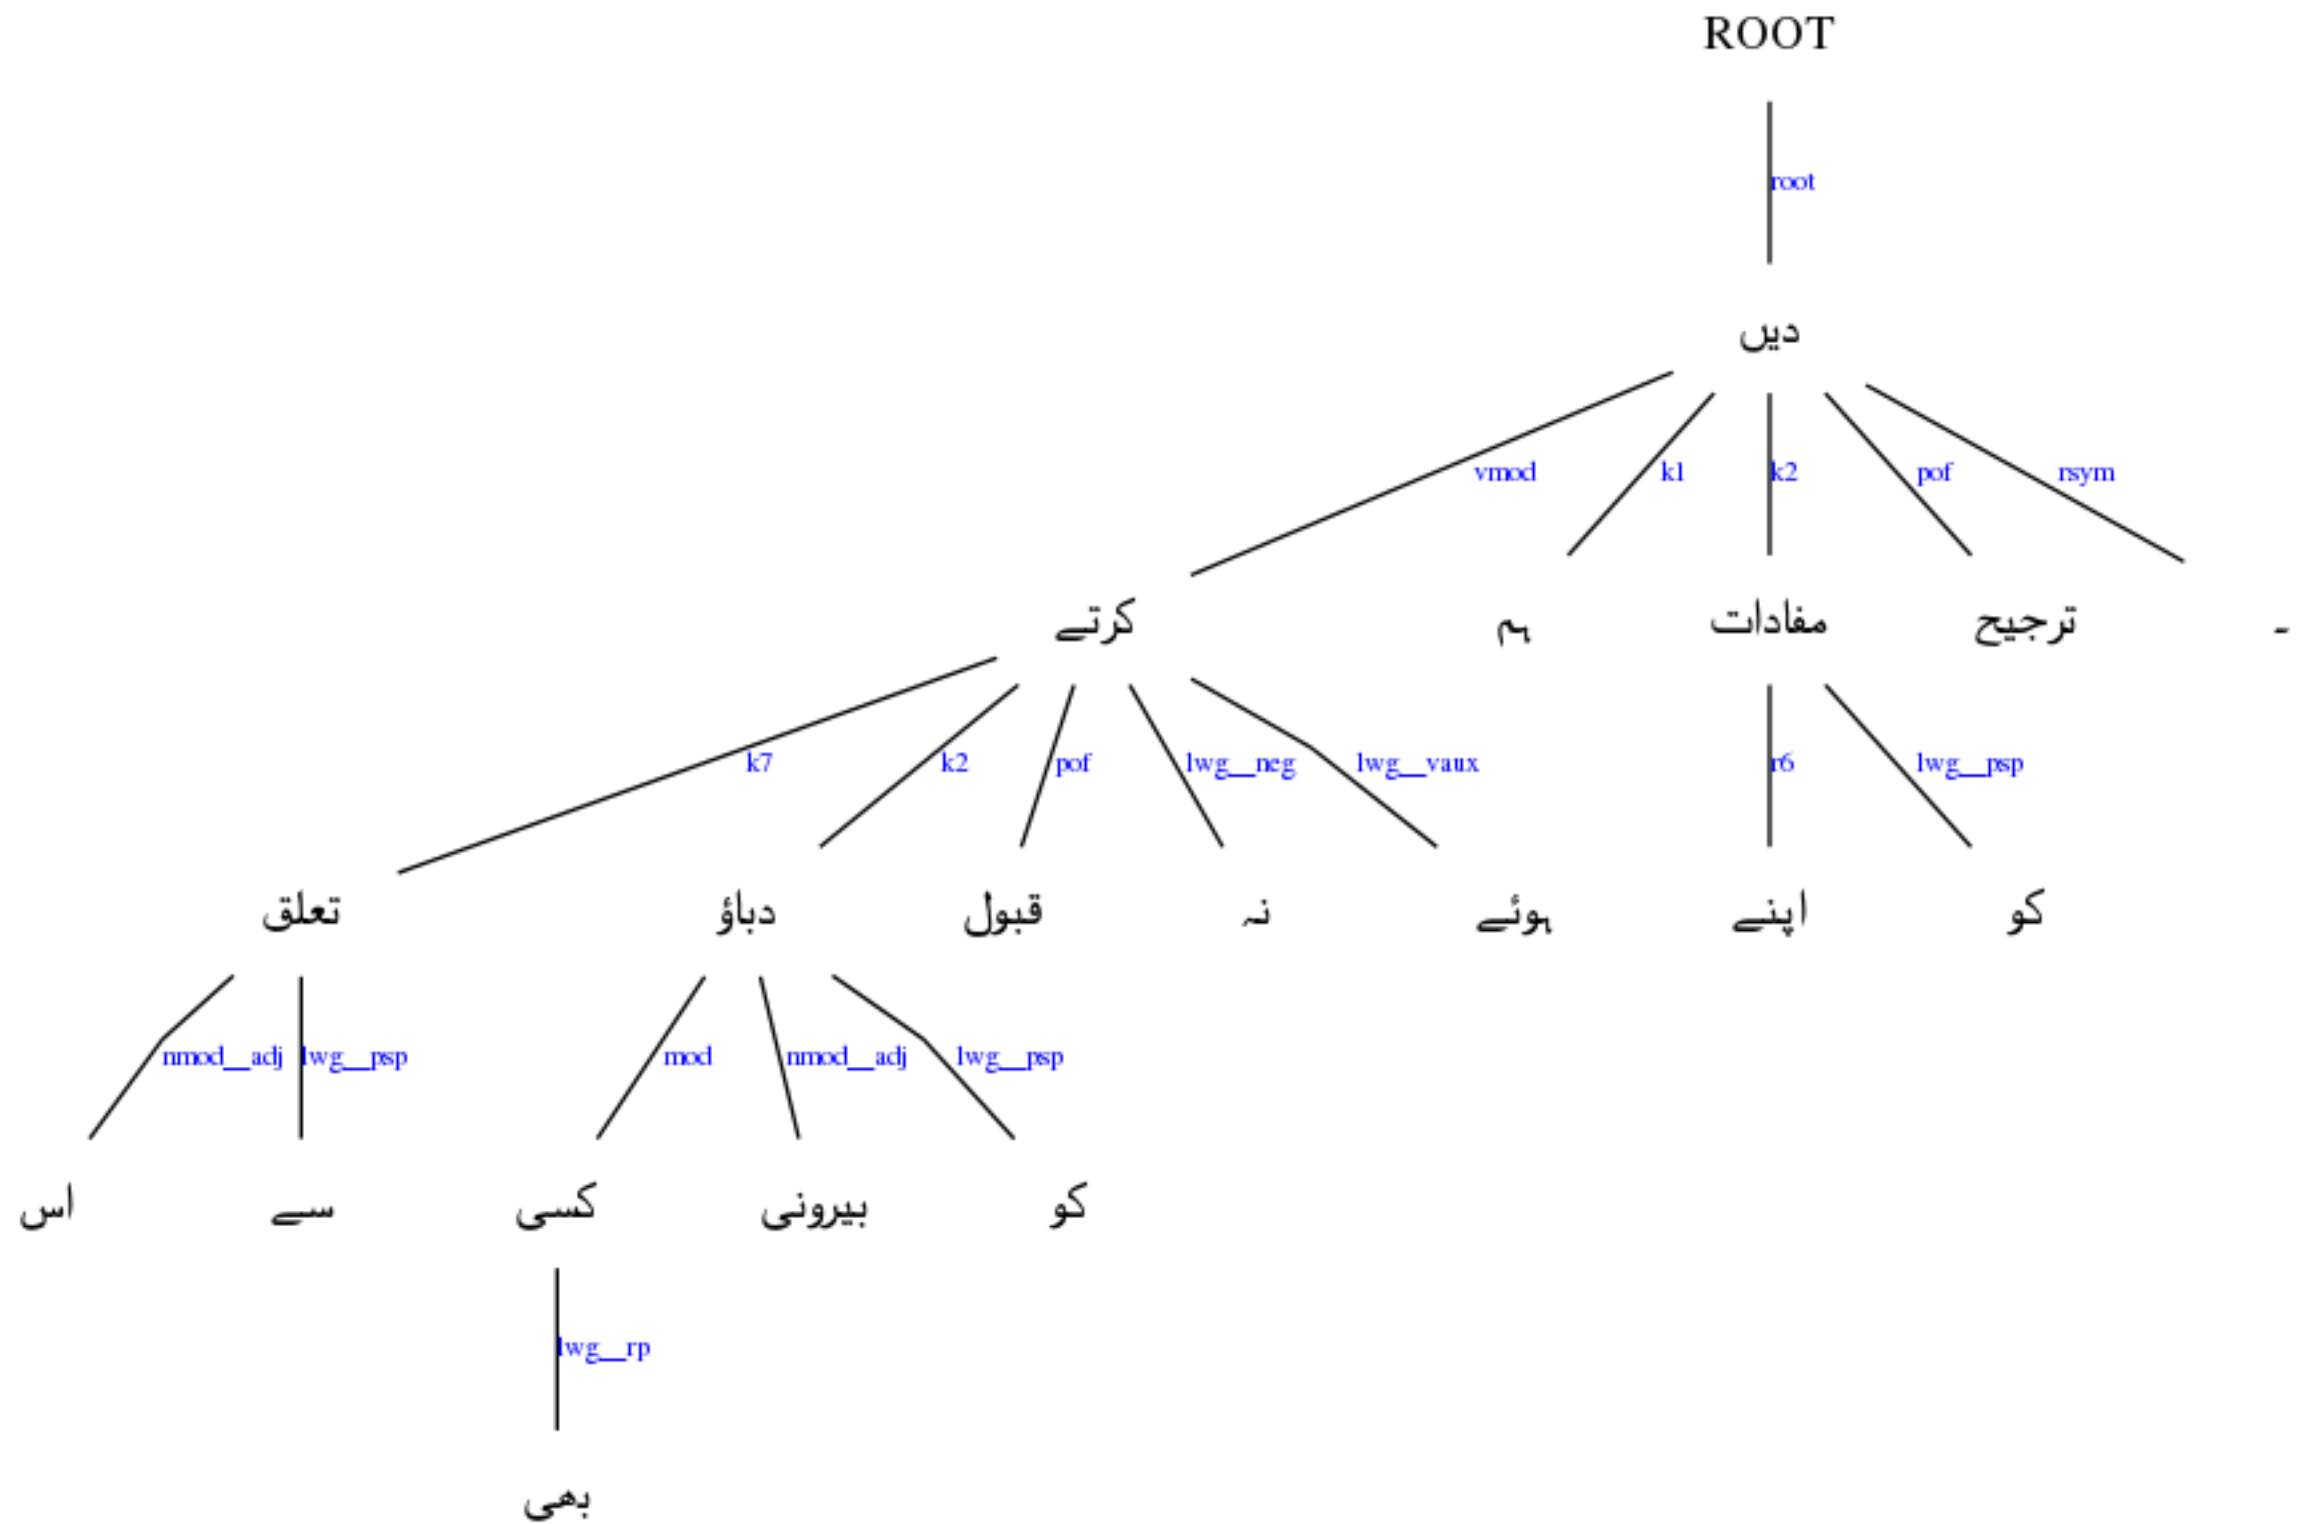 ROOT
root
دیں
vmod k1 k2 pof rsym
کرتے ہم مفادات ترجیح ۔
k7 k2 pof lwg__neg lwg__vaux r6 lwg__psp
تعلق دباؤ قبول نہ ہوئے اپنے کو
nmod__adj lwg__psp mod nmod__adj lwg__psp
اس سے کسی بیرونی کو
lwg__rp
بھی